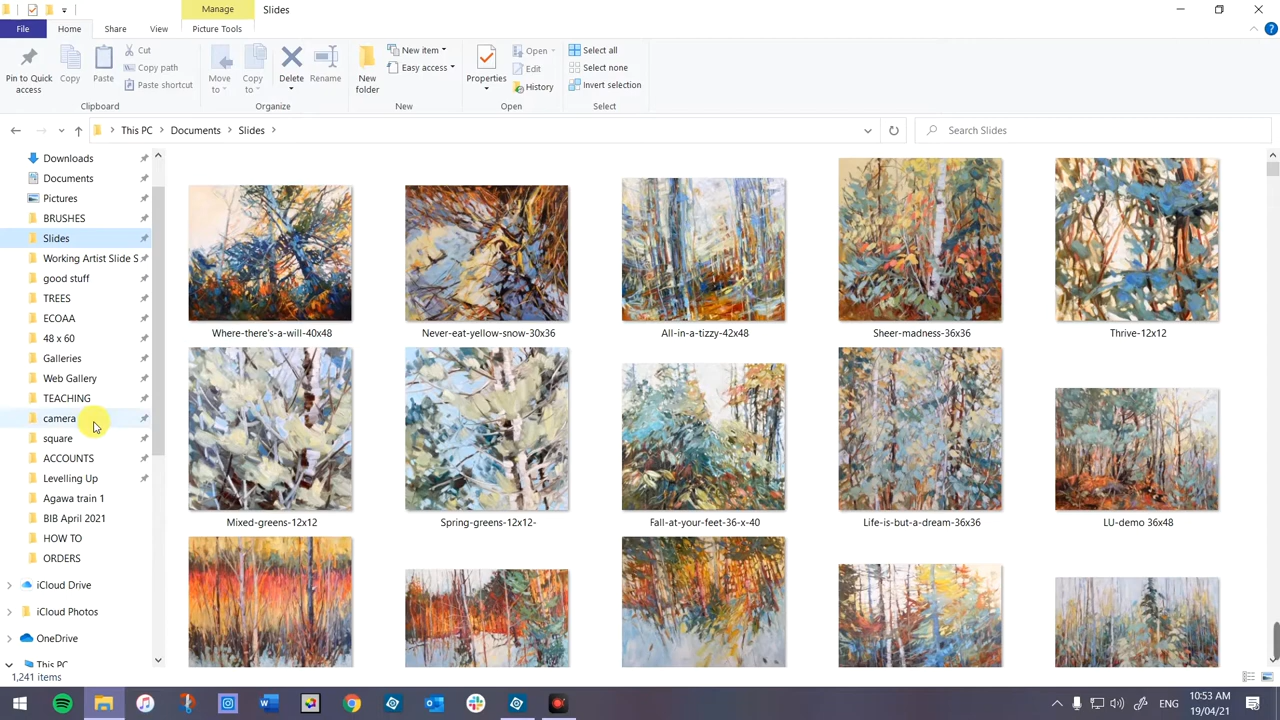 Manage
Slides
File
Home
Share
View
Picture Tools
Pin to Quick access
Copy
Paste
Cut
Copy path
Paste shortcut
Clipboard
Move to
Copy to
Delete
Rename
Organize
New folder
New item
Easy access
New
Properties
Open
Edit
History
Open
Select all
Select none
Invert selection
Select
This PC
Documents
Slides
Search Slides
Downloads
Documents
Pictures
BRUSHES
Slides
Working Artist Slide S
good stuff
TREES
ECOAA
48 x 60
Galleries
Web Gallery
TEACHING
camera
square
ACCOUNTS
Levelling Up
Agawa train 1
BIB April 2021
HOW TO
ORDERS
iCloud Drive
iCloud Photos
OneDrive
This PC
Where-there's-a-will-40x48
Never-eat-yellow-snow-30x36
All-in-a-tizzy-42x48
Sheer-madness-36x36
Thrive-12x12
Mixed-greens-12x12
Spring-greens-12x12-
Fall-at-your-feet-36-x-40
Life-is-but-a-dream-36x36
LU-demo 36x48
1,241 items
ENG
10:53 AM
19/04/21